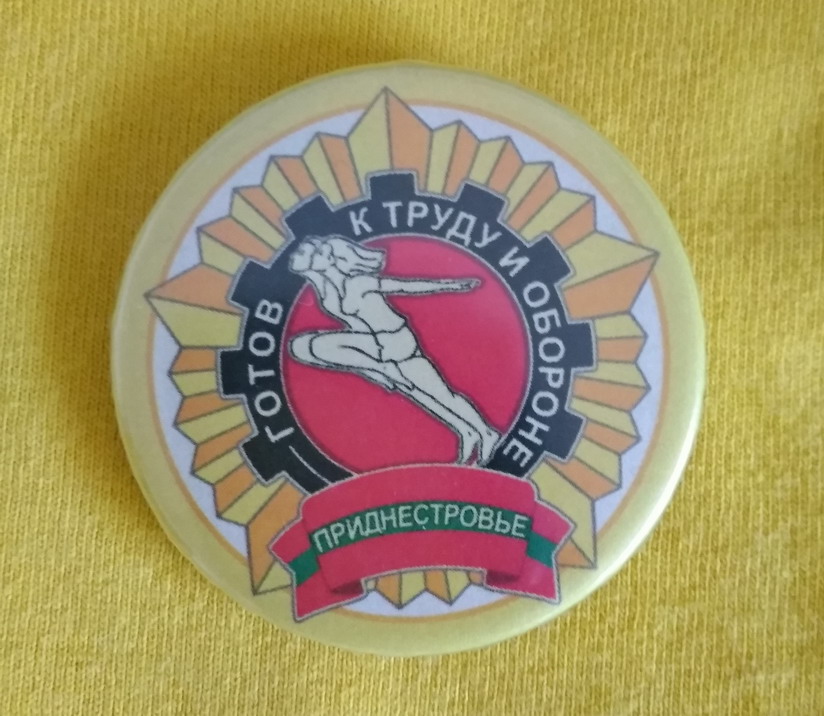 ГОТОВ К ТРУДУ И ОБОРОНЕ
ПРИДНЕСТРОВЬЕ